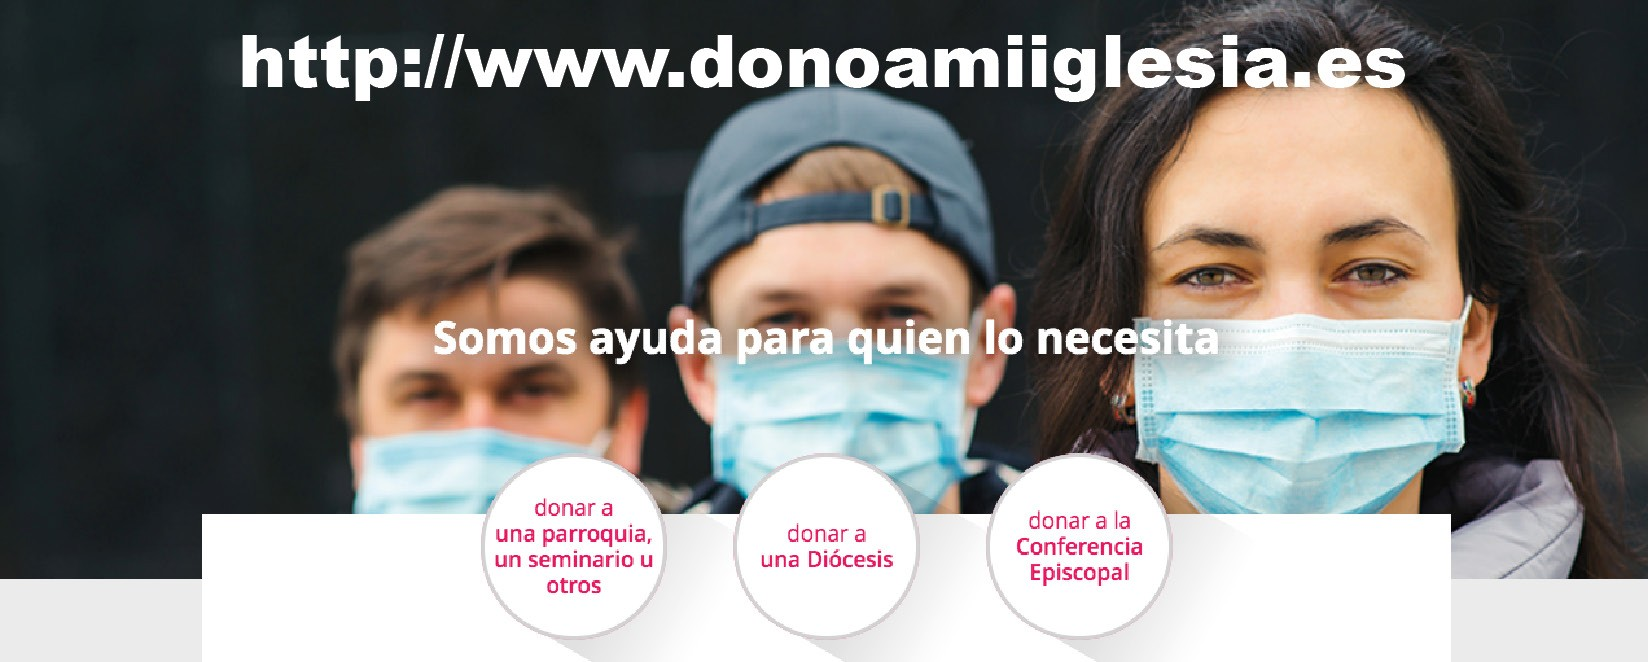 http://www.donoamiiglesia.es
Somos ayuda para quien lo necesita
donar a
una parroquia,
un seminario u
otros
donar a
una Diócesis
donar a la
Conferencia
Episcopal